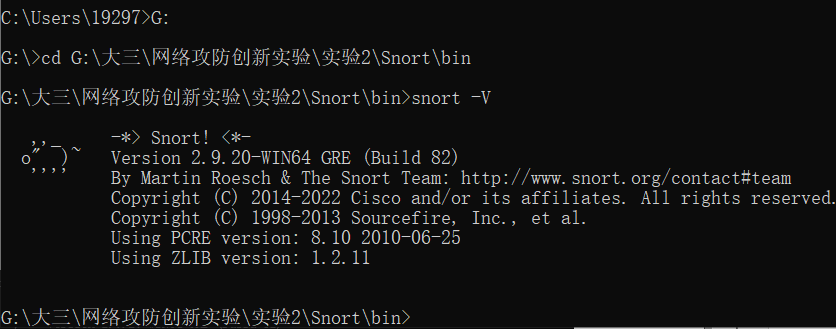 C:\Users\19297>G:
G:\>cd G:\大三\网络攻防创新实验\实验2\Snort\bin
G:\大三\网络攻防创新实验\实验2\Snort\bin>snort -V
   ,,_     -*> Snort! <*-
  o"  )~   Version 2.9.20-WIN64 GRE (Build 82)
   ''''    By Martin Roesch & The Snort Team: http://www.snort.org/contact#team
           Copyright (C) 2014-2022 Cisco and/or its affiliates. All rights reserved.
           Copyright (C) 1998-2013 Sourcefire, Inc., et al.
           Using PCRE version: 8.10 2010-06-25
           Using ZLIB version: 1.2.11
G:\大三\网络攻防创新实验\实验2\Snort\bin>